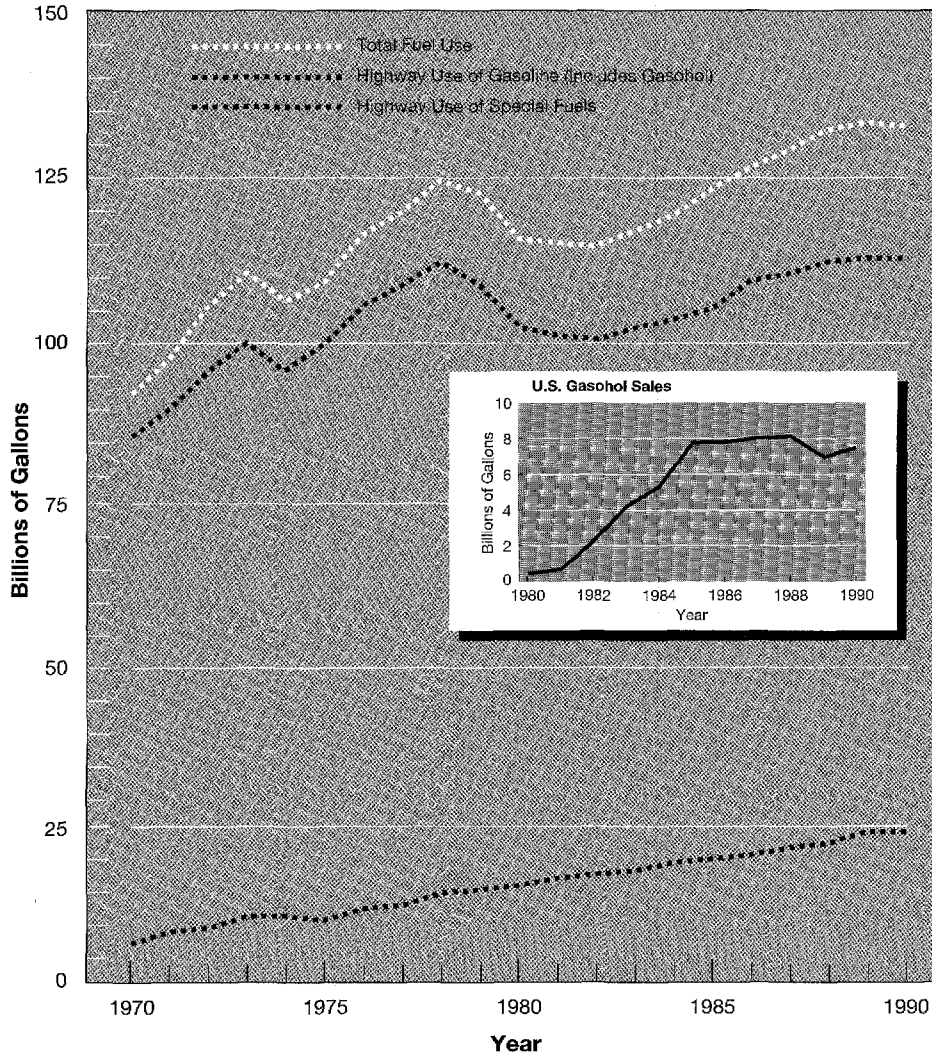 150
Total Fuel Use
Highway Use of Gasoline (Includes Gasohol)
Highway Use of Special Fuels
125
100
75
50
25
0
Billions of Gallons
1970 1975 1980 1985 1990
Year
U.S. Gasohol Sales
10
8
6
4
2
0
Billions of Gallons
1980 1982 1984 1986 1988 1990
Year